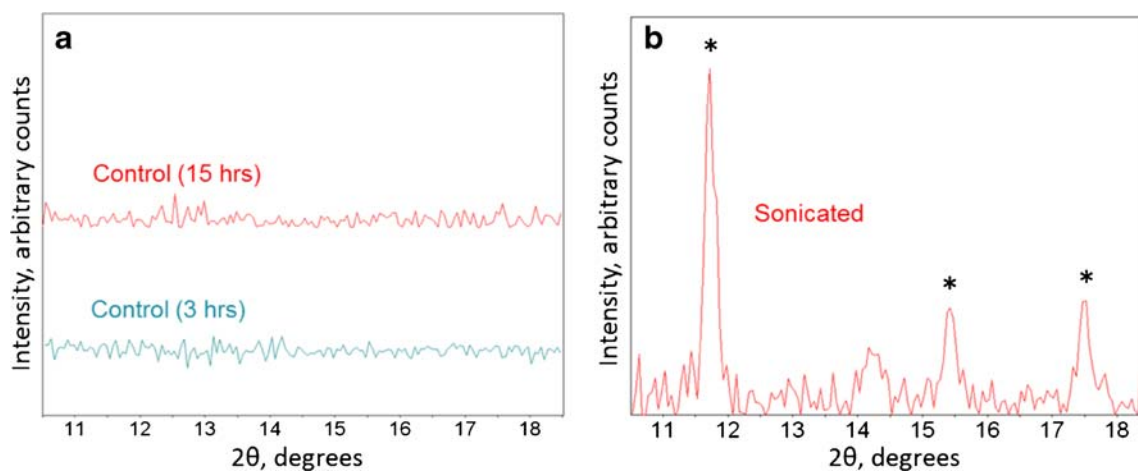 a
Intensity, arbitrary counts
Control (15 hrs)
Control (3 hrs)
11 12 13 14 15 16 17 18
2θ, degrees
b
Intensity, arbitrary counts
*
Sonicated
*
*
11 12 13 14 15 16 17 18
2θ, degrees